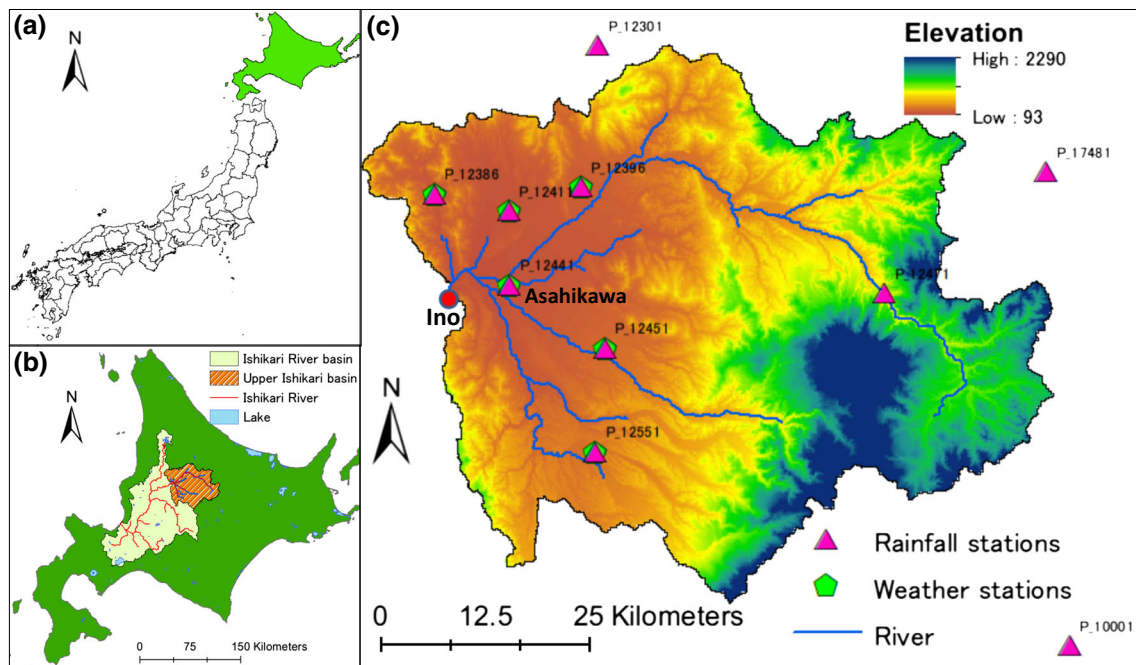 (a)
N
(b)
Ishikari River basin
Upper Ishikari basin
Ishikari River
Lake
N
0 75 150 Kilometers
(c)
P_12301
Elevation
High : 2290
Low : 93
P_17481
P_12386
P_12411
P_12396
P_12441
Asahikawa
Ino
P_12471
P_12451
P_12551
N
Rainfall stations
Weather stations
River
0 12.5 25 Kilometers
P_10001